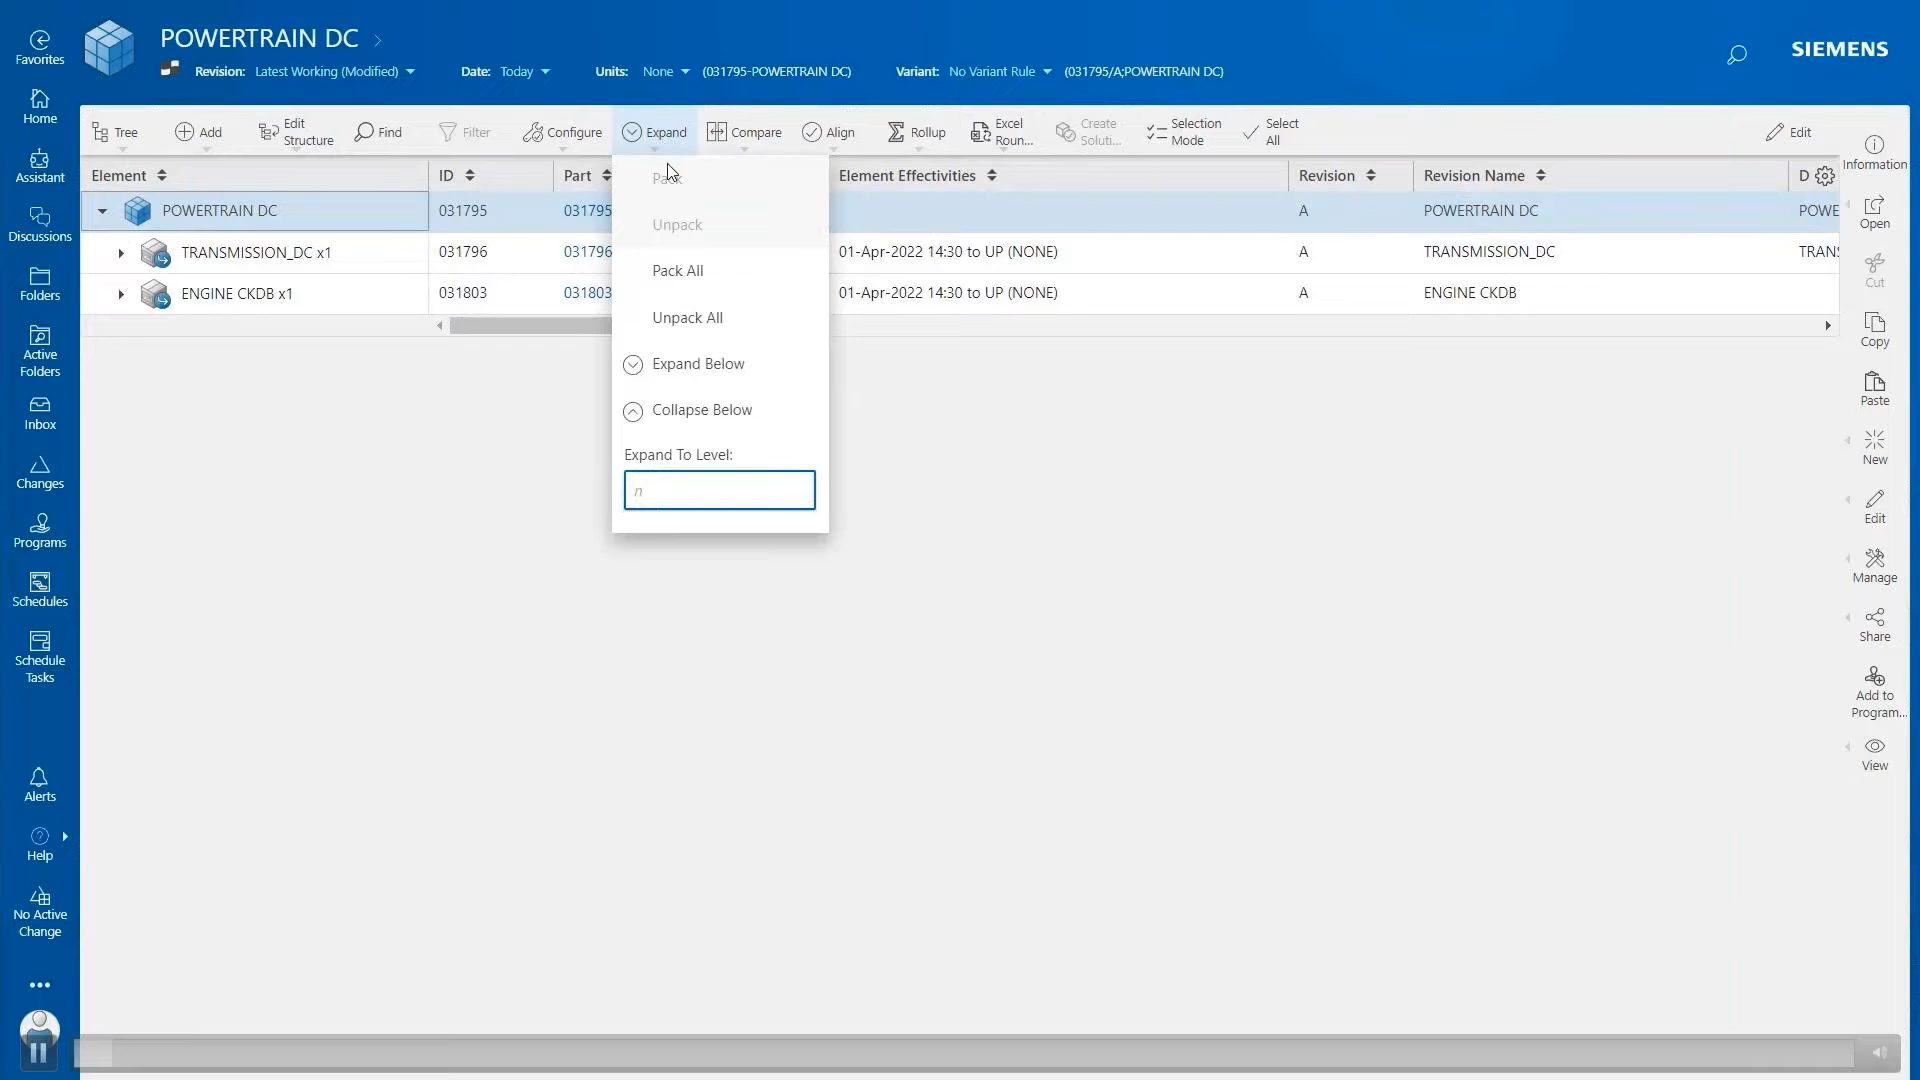 POWERTRAIN DC
Revision: Latest Working (Modified) Date: Today Units: None (031795-POWERTRAIN DC) Variant: No Variant Rule (031795/A;POWERTRAIN DC)
SIEMENS
Favorites
Home
Assistant
Discussions
Folders
Active
Folders
Inbox
Changes
Programs
Schedules
Schedule
Tasks
Alerts
Help
No Active
Change
Tree
Add
Edit
Structure
Find
Filter
Configure
Expand
Compare
Align
Rollup
Excel
Roun...
Create
Soluti...
Selection
Mode
Select
All
Edit
Element ID Part Element Effectivities Revision Revision Name D
POWERTRAIN DC 031795 031795 A POWERTRAIN DC POWE
TRANSMISSION_DC x1 031796 031796 01-Apr-2022 14:30 to UP (NONE) A TRANSMISSION_DC TRANS
ENGINE CKDB x1 031803 031803 01-Apr-2022 14:30 to UP (NONE) A ENGINE CKDB
Pack
Unpack
Pack All
Unpack All
Expand Below
Collapse Below
Expand To Level:
n
Information
Open
Cut
Copy
Paste
New
Edit
Manage
Share
Add to
Program...
View